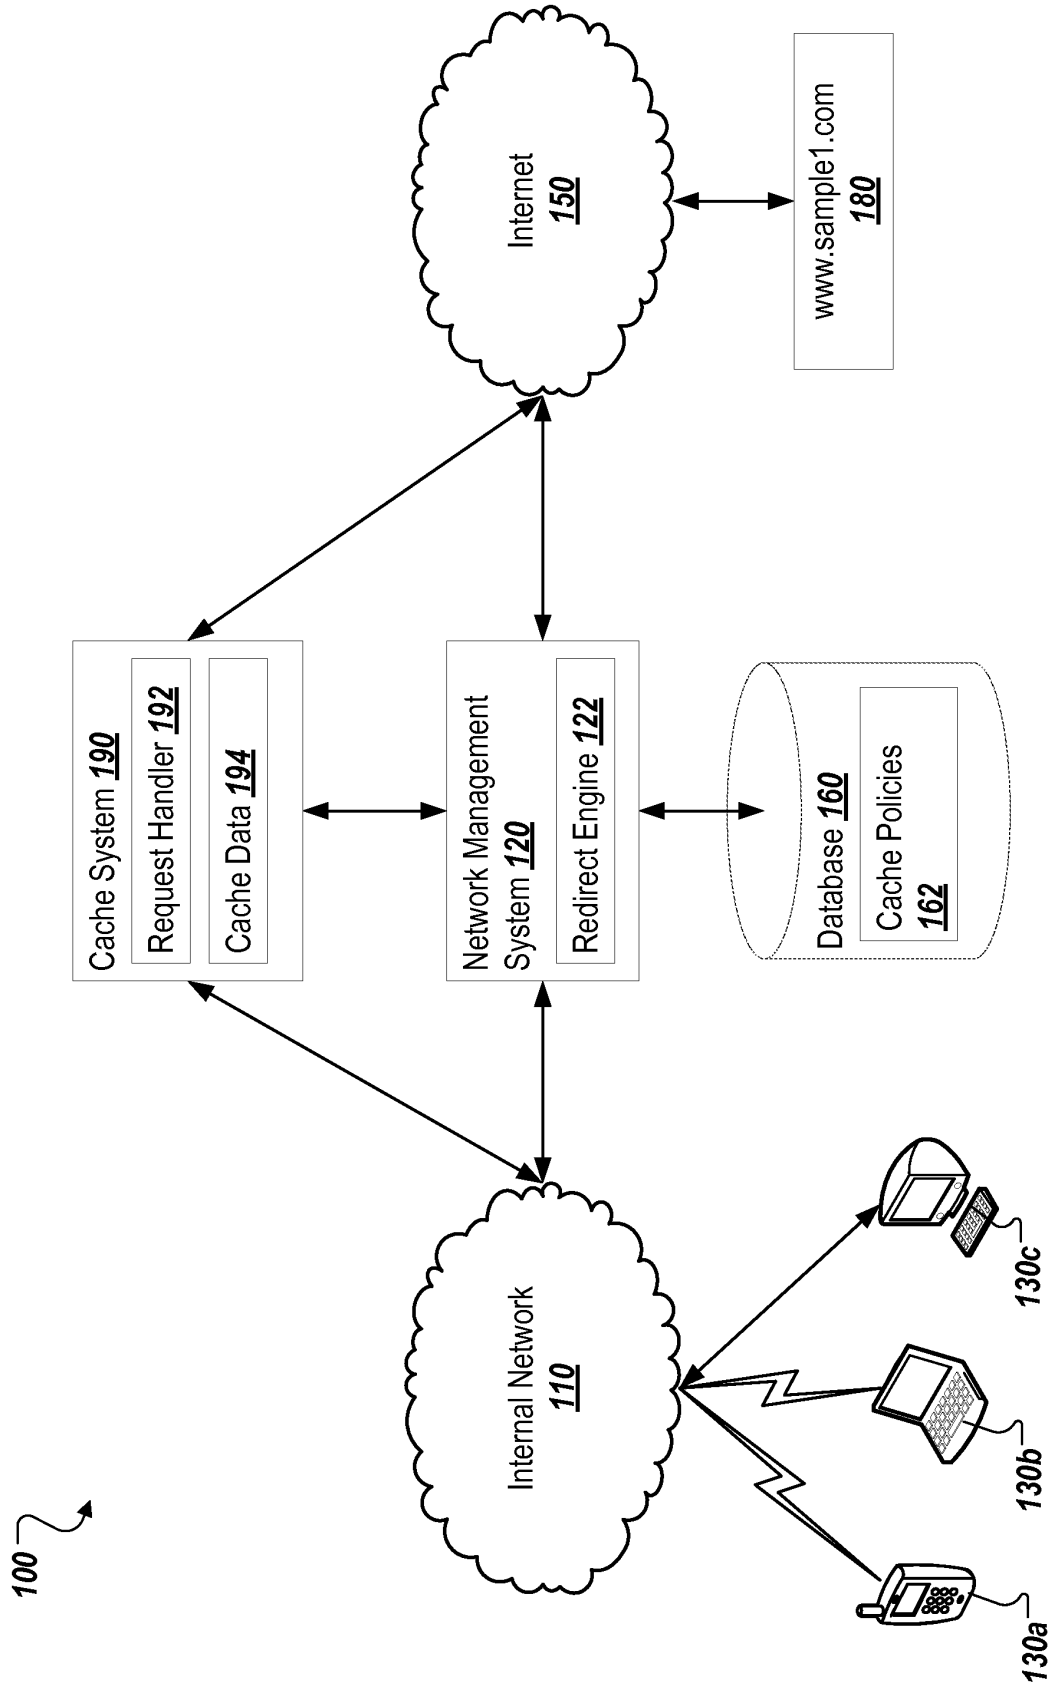 100
Cache System 190
Request Handler 192
Cache Data 194
Internal Network
110
Network Management
System 120
Redirect Engine 122
Internet
150
Database 160
Cache Policies
162
www.sample1.com
180
130a
130b
130c